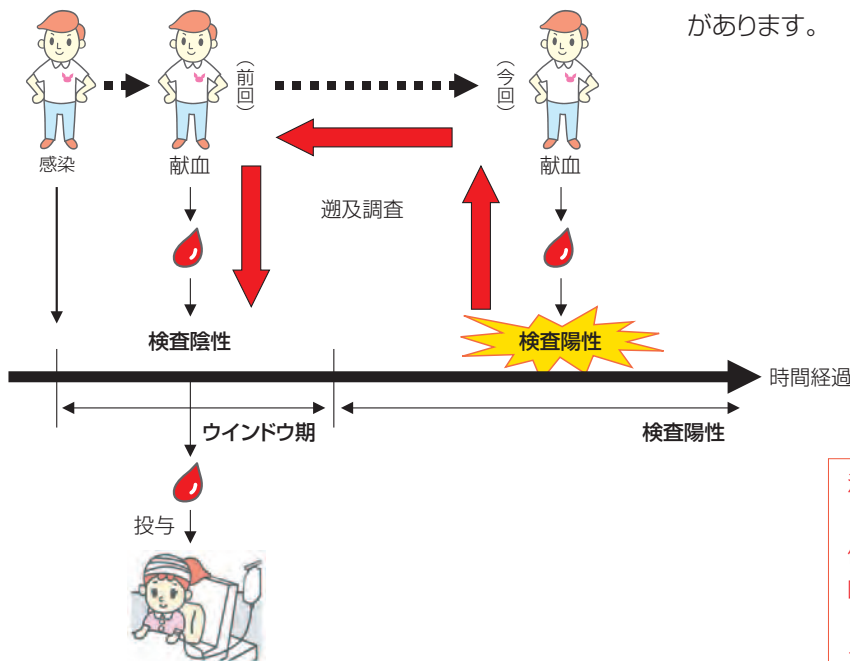 があります。
(前回)
(今回)
感染
献血
献血
遡及調査
検査陰性
検査陽性
時間経過
ウインドウ期
検査陽性
投与